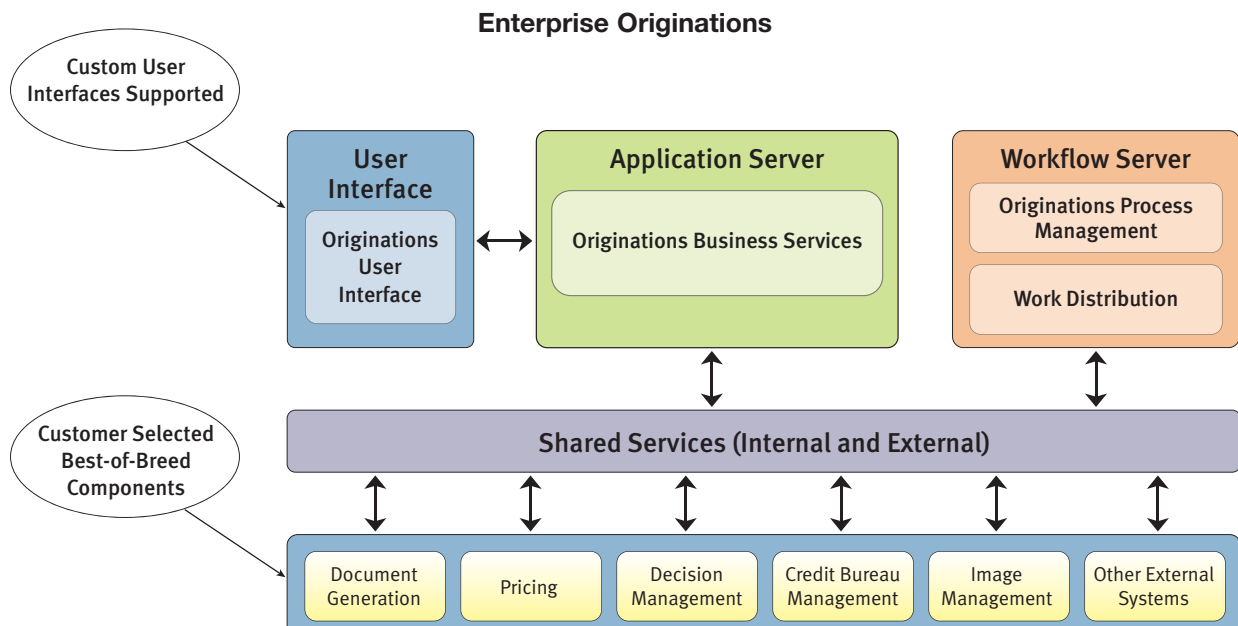 Enterprise Originations
Custom User
Interfaces Supported
User
Interface
Originations
User
Interface
Application Server
Originations Business Services
Workflow Server
Originations Process
Management
Work Distribution
Customer Selected
Best-of-Breed
Components
Shared Services (Internal and External)
Document
Generation
Pricing
Decision
Management
Credit Bureau
Management
Image
Management
Other External
Systems